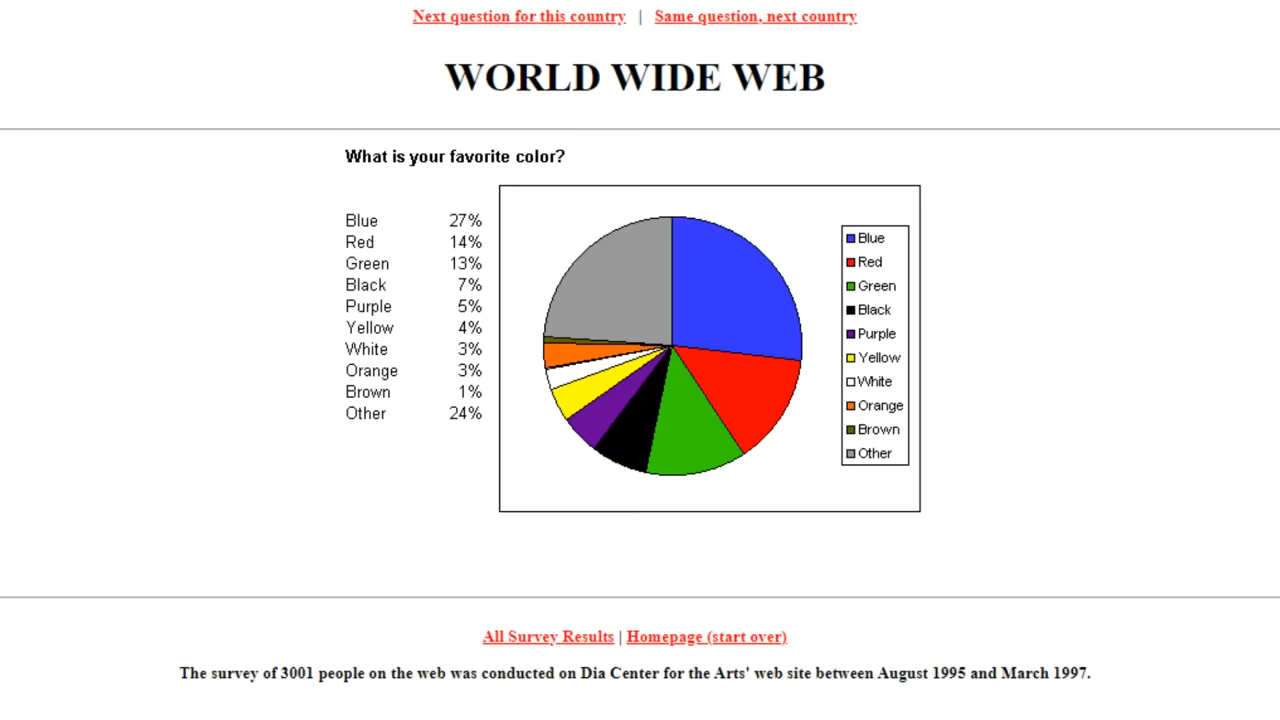 Next question for this country | Same question, next country
WORLD WIDE WEB
What is your favorite color?
Blue 27%
Red 14%
Green 13%
Black 7%
Purple 5%
Yellow 4%
White 3%
Orange 3%
Brown 1%
Other 24%
Blue
Red
Green
Black
Purple
Yellow
White
Orange
Brown
Other
All Survey Results | Homepage (start over)
The survey of 3001 people on the web was conducted on Dia Center for the Arts' web site between August 1995 and March 1997.